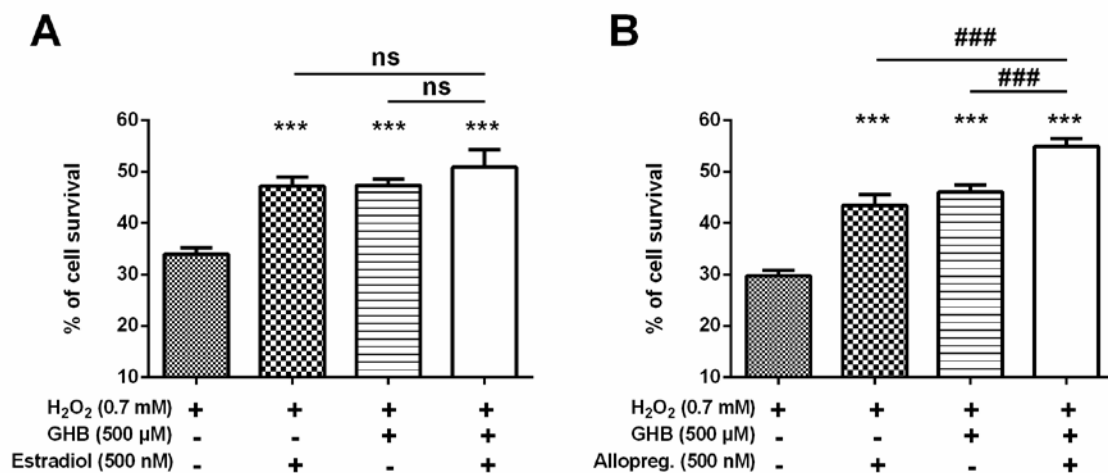 A
ns
ns
*** *** ***
% of cell survival
60
50
40
30
20
10
H₂O₂ (0.7 mM) + + + +
GHB (500 µM) - - + +
Estradiol (500 nM) - + - +
B
###
###
*** *** ***
% of cell survival
60
50
40
30
20
10
H₂O₂ (0.7 mM) + + + +
GHB (500 µM) - - + +
Allopreg. (500 nM) - + - +